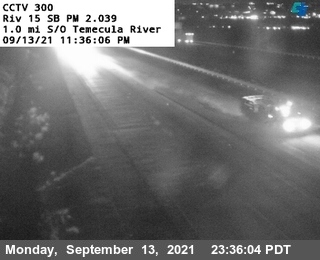 CCTV 300
Riv 15 SB PM 2.039
1.0 mi S/O Temecula River
09/13/21 11:36:06 PM
Monday, September 13, 2021 23:36:04 PDT